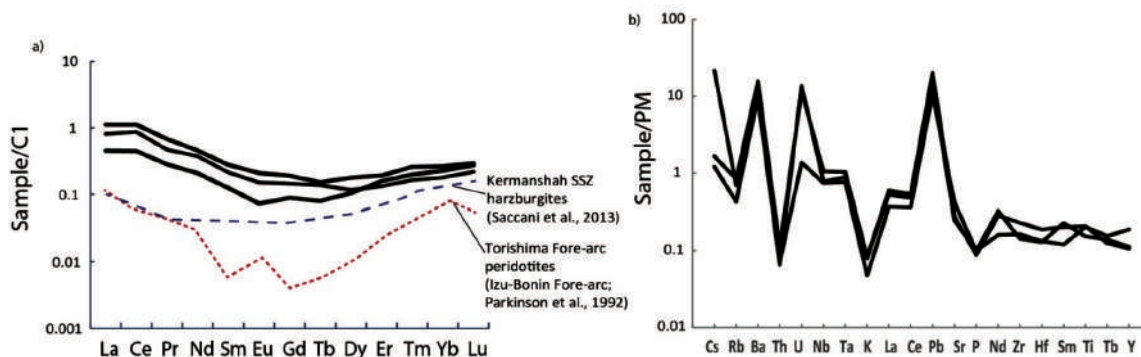 a)
10
1
0.1
0.01
0.001
Sample/C1
La Ce Pr Nd Sm Eu Gd Tb Dy Er Tm Yb Lu
Kermanshah SSZ
harzburgites
(Saccani et al., 2013)
Torishima Fore-arc
peridotites
(Izu-Bonin Fore-arc;
Parkinson et al., 1992)
b)
100
10
1
0.1
0.01
Sample/PM
Cs Rb Ba Th U Nb Ta K La Ce Pb Sr P Nd Zr Hf Sm Ti Tb Y